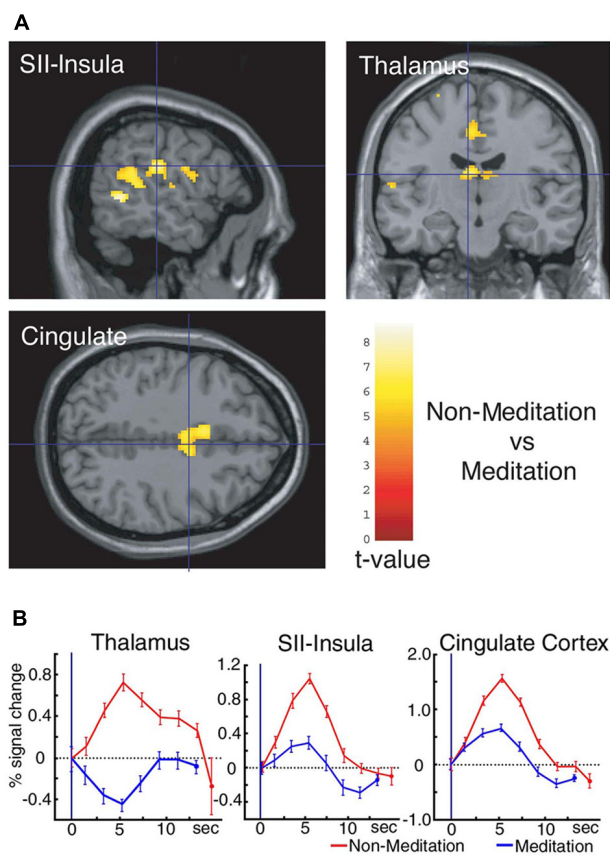 A
SII-Insula
Thalamus
Cingulate
8
7
6
5
4
3
2
1
0
t-value
Non-Meditation
vs
Meditation
B
Thalamus
SII-Insula
Cingulate Cortex
% signal change
0.8
0.4
0
-0.4
0 5 10 sec
1.2
0.8
0.4
0
-0.4
0 5 10 sec
2.0
1.0
0
-1.0
0 5 10 sec
Non-Meditation
Meditation